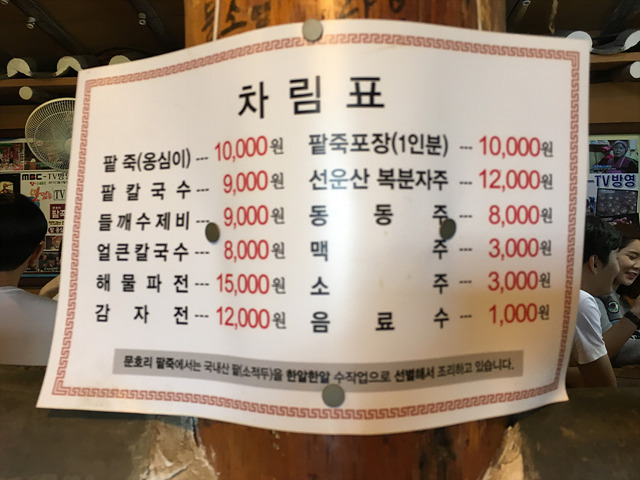 차림표
팥죽(옹심이) --- 10,000원
팥칼국수 --- 9,000원
들깨수제비 --- 9,000원
얼큰칼국수 --- 8,000원
해물파전 --- 15,000원
감자전 --- 12,000원
팥죽포장(1인분) --- 10,000원
선운산 복분자주 --- 12,000원
동동주 --- 8,000원
맥주 --- 3,000원
소주 --- 3,000원
음료수 --- 1,000원
문호리 팥죽에서는 국내산 팥(소적두)을 한알한알 수작업으로 선별해서 조리하고 있습니다.
MBC-TV방영
TV방영